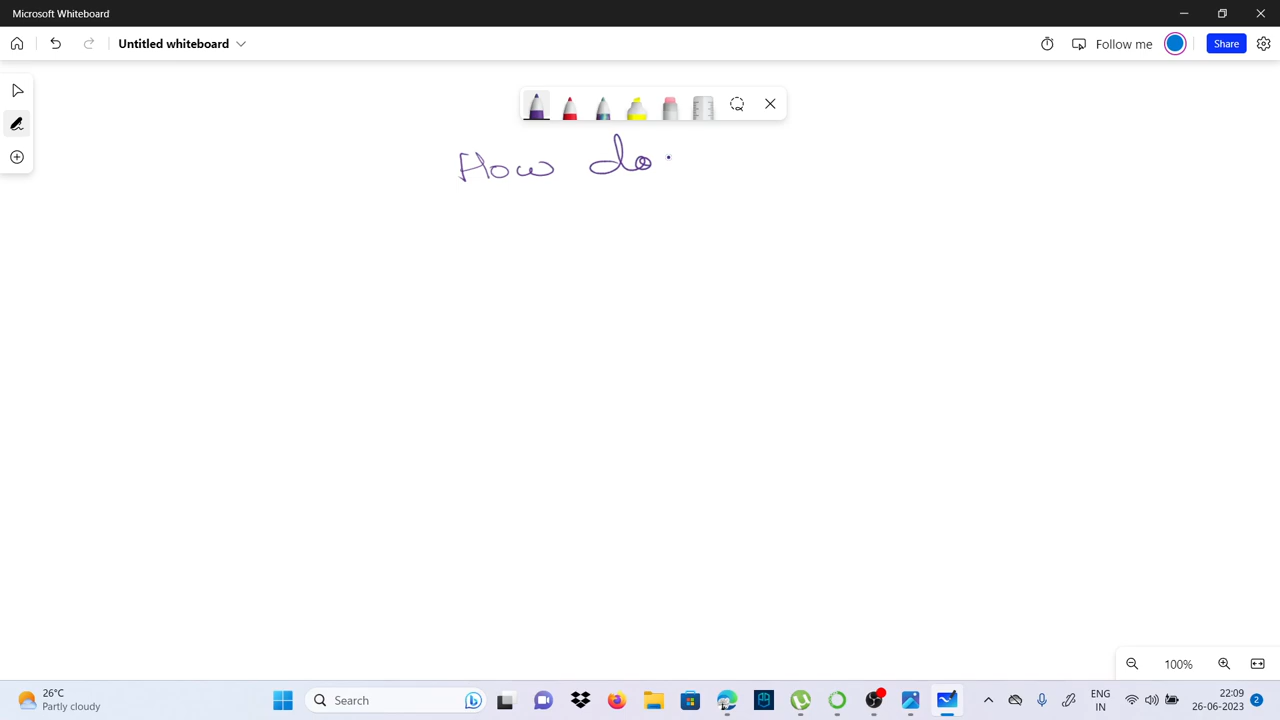 Microsoft Whiteboard
Untitled whiteboard
Follow me
Share
How do
100%
26°C
Partly cloudy
Search
ENG
IN
22:09
26-06-2023
2